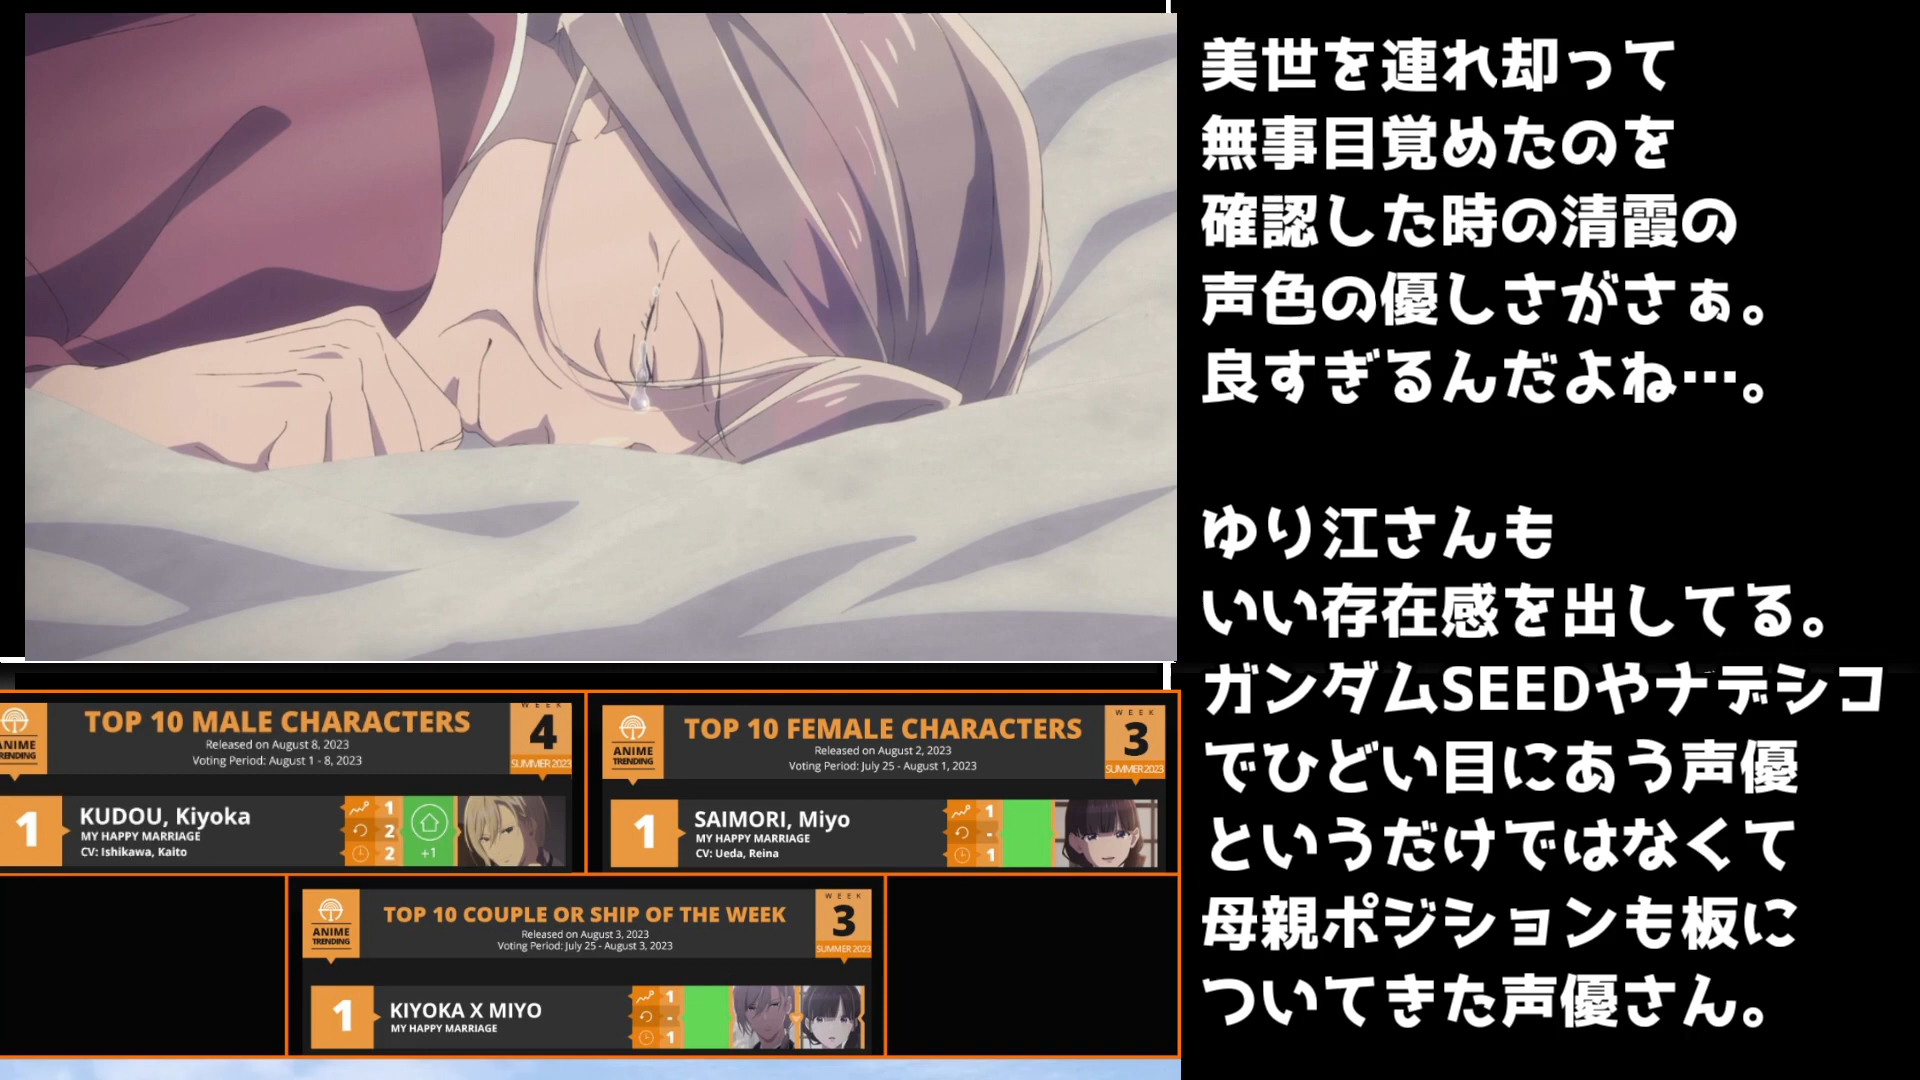 美世を連れ却って
無事目覚めたのを
確認した時の清霞の
声色の優しさがさぁ。
良すぎるんだよね…。
ゆり江さんも
いい存在感を出してる。
ガンダムSEEDやナデシコ
でひどい目にあう声優
というだけではなくて
母親ポジションも板に
ついてきた声優さん。
ANIME
TRENDING
TOP 10 MALE CHARACTERS
Released on August 8, 2023
Voting Period: August 1 - 8, 2023
WEEK
4
SUMMER 2023
1
KUDOU, Kiyoka
MY HAPPY MARRIAGE
CV: Ishikawa, Kaito
1
2
2
+1
ANIME
TRENDING
TOP 10 FEMALE CHARACTERS
Released on August 2, 2023
Voting Period: July 25 - August 1, 2023
WEEK
3
SUMMER 2023
1
SAIMORI, Miyo
MY HAPPY MARRIAGE
CV: Ueda, Reina
1
-
1
ANIME
TRENDING
TOP 10 COUPLE OR SHIP OF THE WEEK
Released on August 3, 2023
Voting Period: July 25 - August 3, 2023
WEEK
3
SUMMER 2023
1
KIYOKA X MIYO
MY HAPPY MARRIAGE
1
-
1